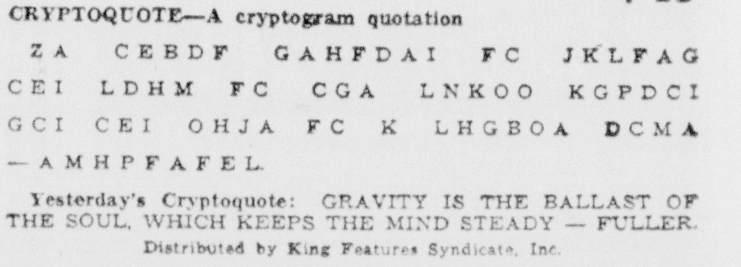 CRYPTOQUOTE—A cryptogram quotation
ZA CEBDF GAHFDAI FC JKLFAG
CEI LDHM FC CGA LNKOO KGPDCI
GCI CEI OHJA FC K LHGBOA DCMA
—AMHPFAFEL.
Yesterday's Cryptoquote: GRAVITY IS THE BALLAST OF
THE SOUL, WHICH KEEPS THE MIND STEADY — FULLER.
Distributed by King Features Syndicate, Inc.